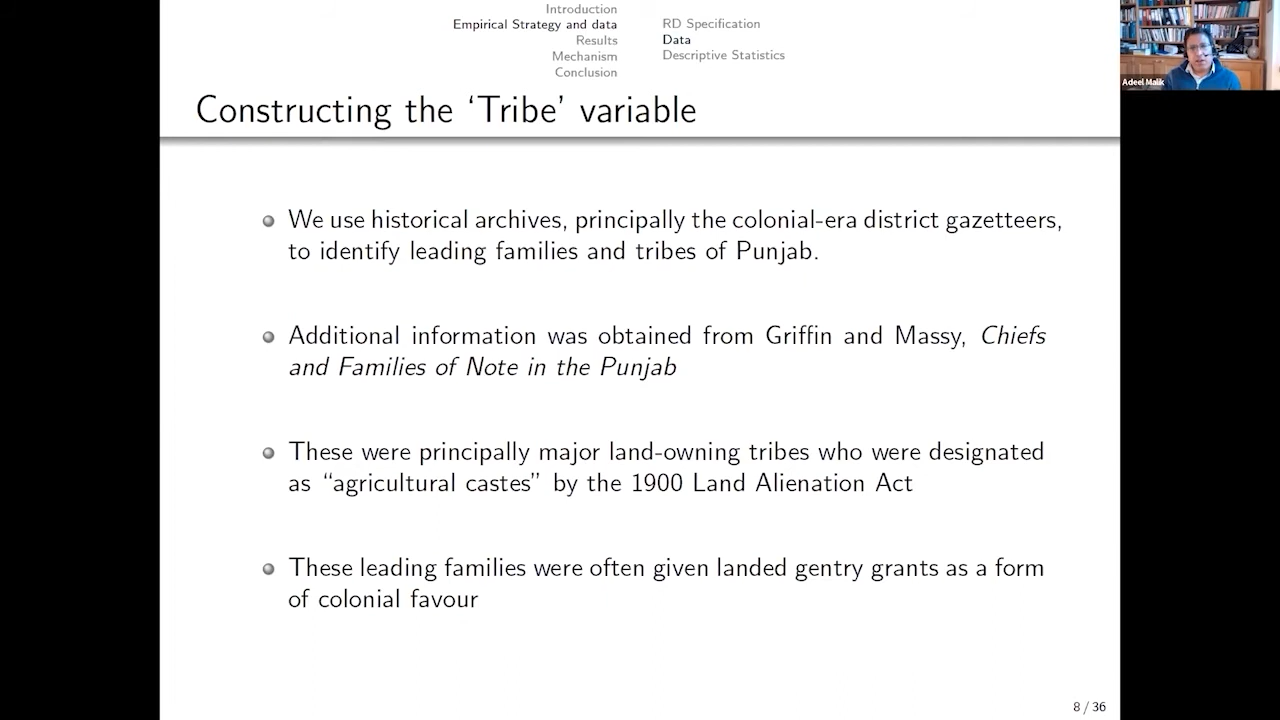 Introduction
Empirical Strategy and data
Results
Mechanism
Conclusion
RD Specification
Data
Descriptive Statistics
Adeel Malik
Constructing the ‘Tribe’ variable
We use historical archives, principally the colonial-era district gazetteers,
to identify leading families and tribes of Punjab.
Additional information was obtained from Griffin and Massy, Chiefs
and Families of Note in the Punjab
These were principally major land-owning tribes who were designated
as “agricultural castes” by the 1900 Land Alienation Act
These leading families were often given landed gentry grants as a form
of colonial favour
8 / 36